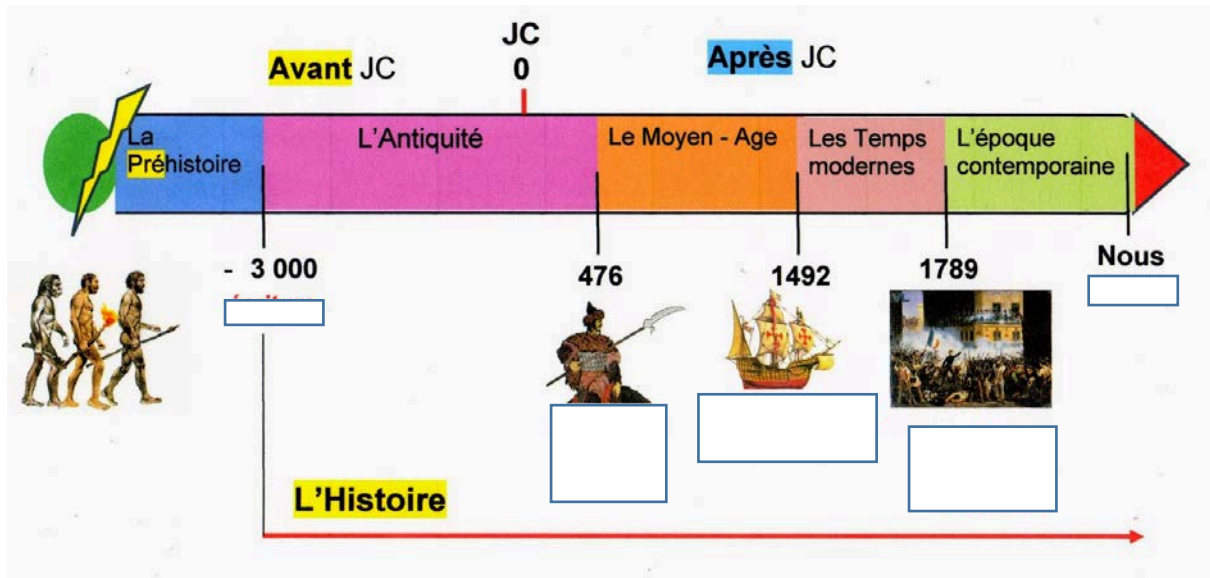 JC
0
Avant JC
Après JC
La
Préhistoire
L'Antiquité
Le Moyen - Age
Les Temps
modernes
L'époque
contemporaine
- 3 000
476
1492
1789
Nous
L'Histoire